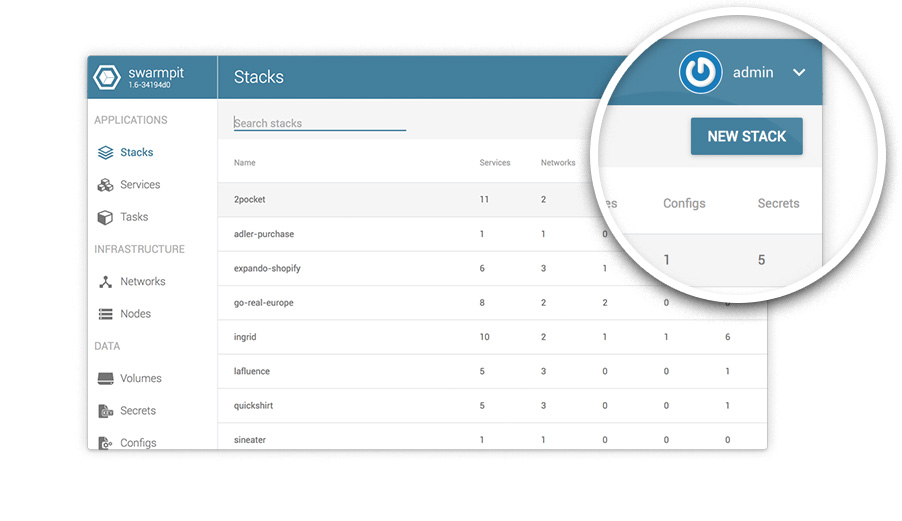 swarmpit
1.6-34194d0
Stacks
admin
NEW STACK
APPLICATIONS
Stacks
Services
Tasks
INFRASTRUCTURE
Networks
Nodes
DATA
Volumes
Secrets
Configs
Search stacks
Name Services Networks es Configs Secrets
2pocket 11 2 1 5
adler-purchase 1 1 0
expando-shopify 6 3 1
go-real-europe 8 2 2 0
ingrid 10 2 1 1 6
lafluence 5 3 0 0 1
quickshirt 5 3 0 0 1
sineater 1 1 0 0 0